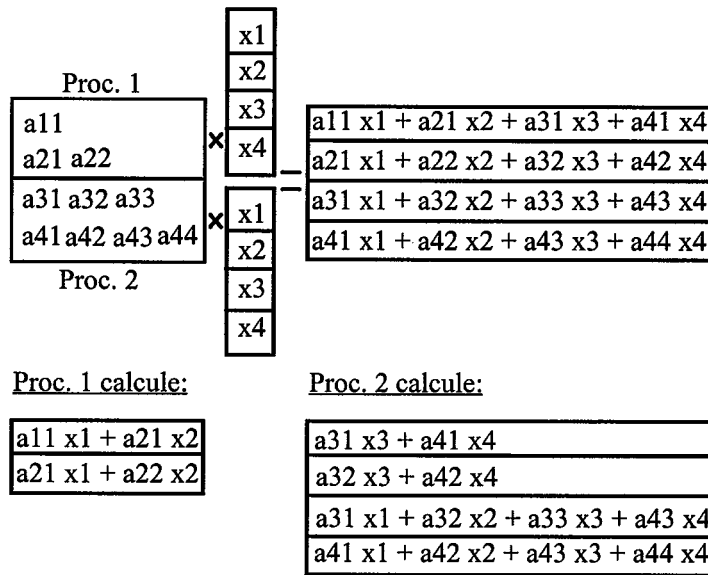 x1
x2
x3
x4
Proc. 1
a11
a21 a22
a31 a32 a33
a41 a42 a43 a44
Proc. 2
×
×
x1
x2
x3
x4
=
a11 x1 + a21 x2 + a31 x3 + a41 x4
a21 x1 + a22 x2 + a32 x3 + a42 x4
a31 x1 + a32 x2 + a33 x3 + a43 x4
a41 x1 + a42 x2 + a43 x3 + a44 x4
Proc. 1 calcule:
a11 x1 + a21 x2
a21 x1 + a22 x2
Proc. 2 calcule:
a31 x3 + a41 x4
a32 x3 + a42 x4
a31 x1 + a32 x2 + a33 x3 + a43 x4
a41 x1 + a42 x2 + a43 x3 + a44 x4